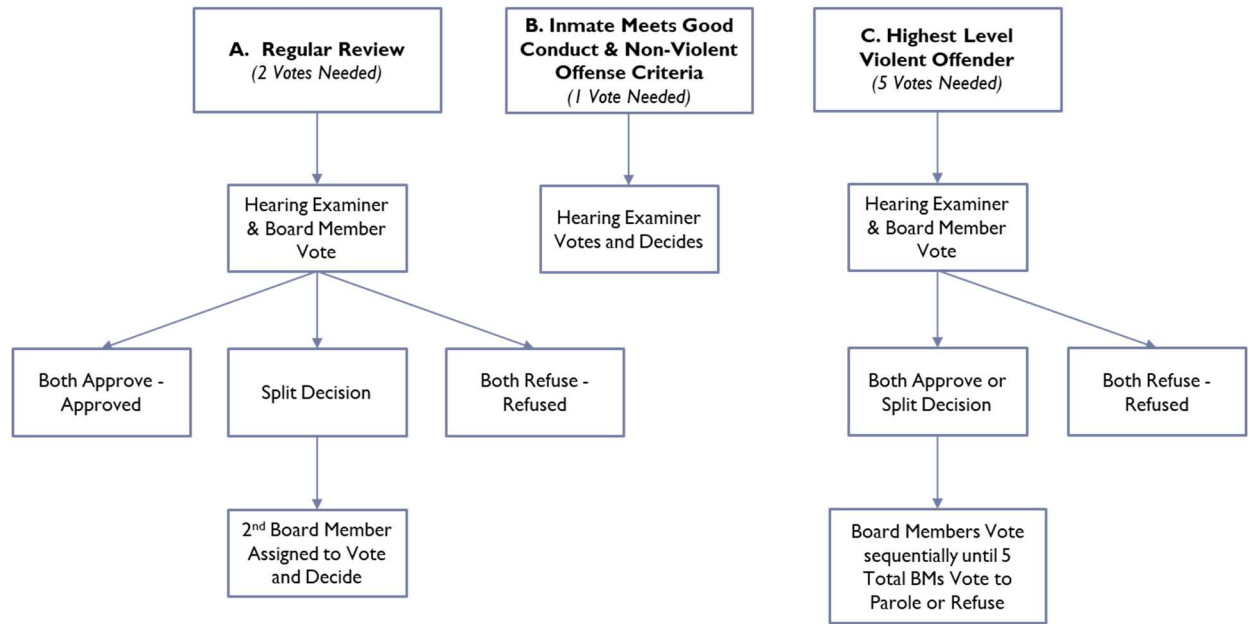 A. Regular Review
(2 Votes Needed)
B. Inmate Meets Good
Conduct & Non-Violent
Offense Criteria
(1 Vote Needed)
C. Highest Level
Violent Offender
(5 Votes Needed)
Hearing Examiner
& Board Member
Vote
Hearing Examiner
Votes and Decides
Hearing Examiner
& Board Member
Vote
Both Approve -
Approved
Split Decision
Both Refuse -
Refused
Both Approve or
Split Decision
Both Refuse -
Refused
2nd Board Member
Assigned to Vote
and Decide
Board Members Vote
sequentially until 5
Total BMs Vote to
Parole or Refuse